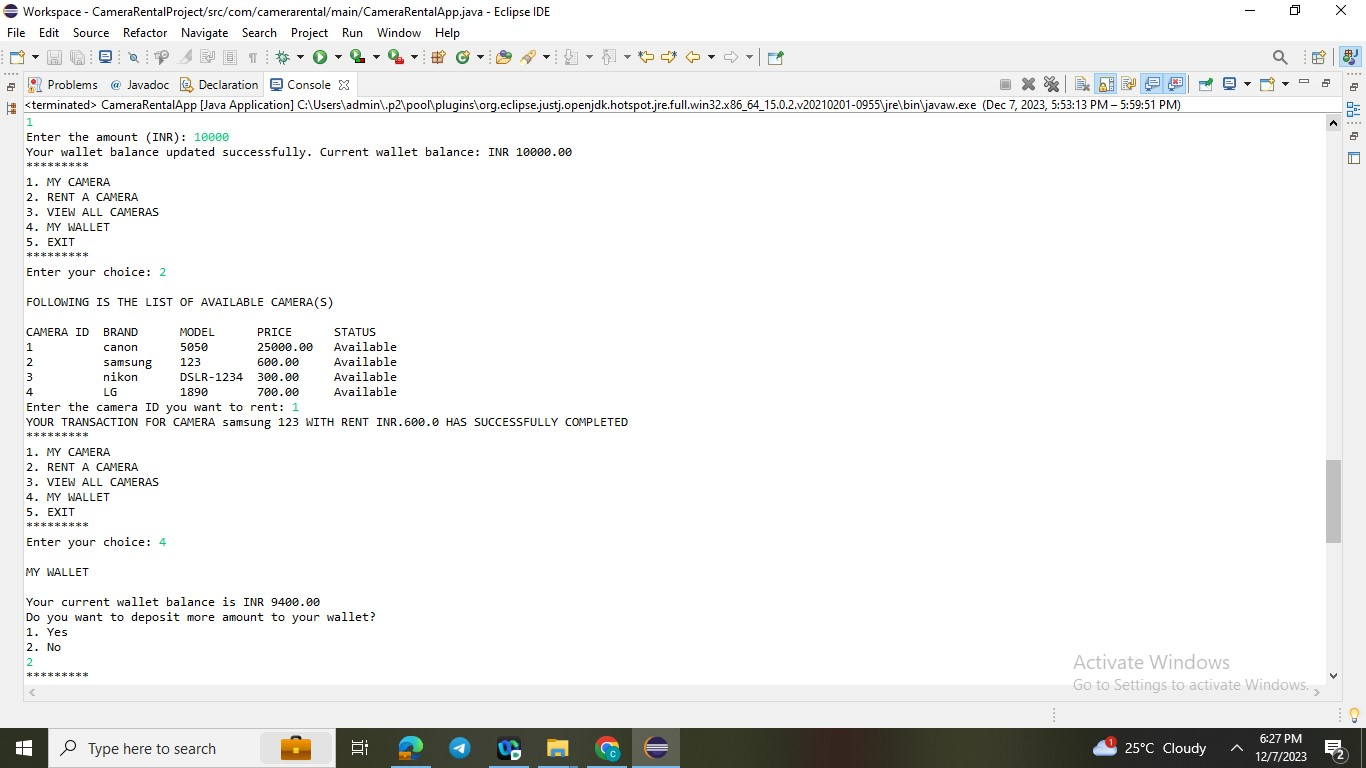 Workspace - CameraRentalProject/src/com/camerarental/main/CameraRentalApp.java - Eclipse IDE
File Edit Source Refactor Navigate Search Project Run Window Help
Problems @ Javadoc Declaration Console
<terminated> CameraRentalApp [Java Application] C:\Users\admin\.p2\pool\plugins\org.eclipse.justj.openjdk.hotspot.jre.full.win32.x86_64_15.0.2.v20210201-0955\jre\bin\javaw.exe (Dec 7, 2023, 5:53:13 PM – 5:59:51 PM)
1
Enter the amount (INR): 10000
Your wallet balance updated successfully. Current wallet balance: INR 10000.00
*********
1. MY CAMERA
2. RENT A CAMERA
3. VIEW ALL CAMERAS
4. MY WALLET
5. EXIT
*********
Enter your choice: 2
FOLLOWING IS THE LIST OF AVAILABLE CAMERA(S)
CAMERA ID BRAND MODEL PRICE STATUS
1 canon 5050 25000.00 Available
2 samsung 123 600.00 Available
3 nikon DSLR-1234 300.00 Available
4 LG 1890 700.00 Available
Enter the camera ID you want to rent: 1
YOUR TRANSACTION FOR CAMERA samsung 123 WITH RENT INR.600.0 HAS SUCCESSFULLY COMPLETED
*********
1. MY CAMERA
2. RENT A CAMERA
3. VIEW ALL CAMERAS
4. MY WALLET
5. EXIT
*********
Enter your choice: 4
MY WALLET
Your current wallet balance is INR 9400.00
Do you want to deposit more amount to your wallet?
1. Yes
2. No
2
*********
Activate Windows
Go to Settings to activate Windows.
Type here to search
1
25°C Cloudy
6:27 PM
12/7/2023
2